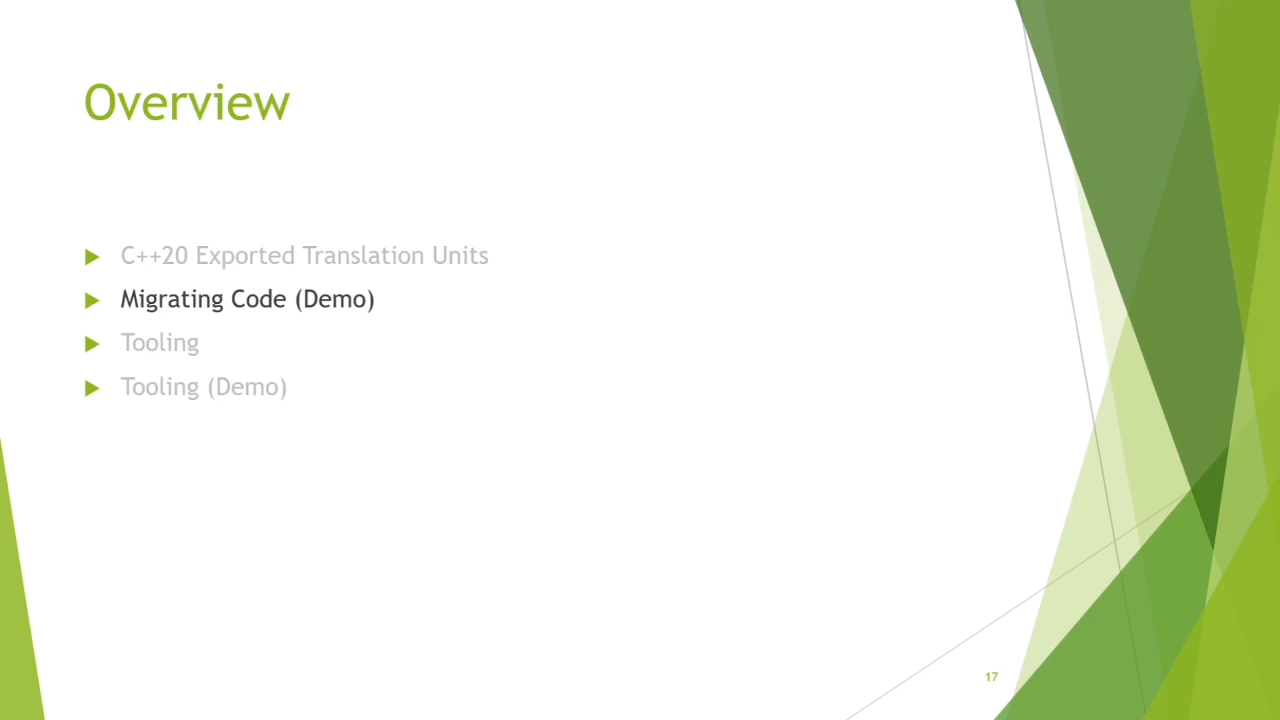 Overview
C++20 Exported Translation Units
Migrating Code (Demo)
Tooling
Tooling (Demo)
17